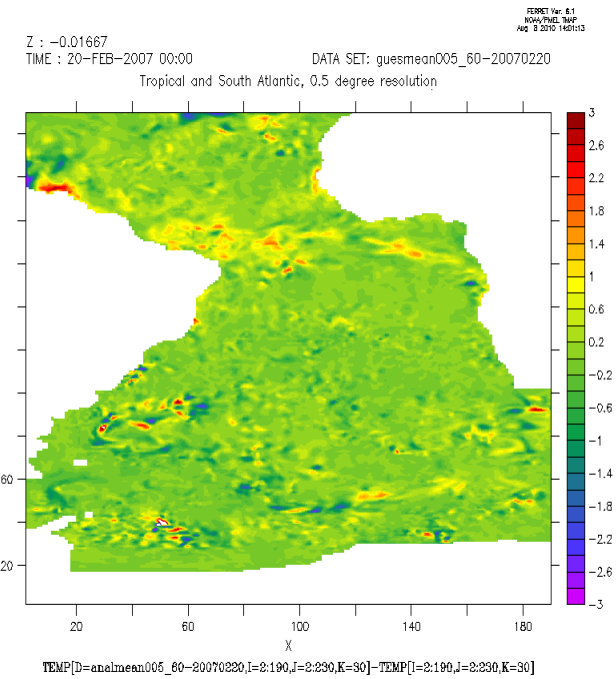 FERRET Ver. 6.1
NOAA/PMEL TMAP
Aug 3 2010 14:01:13
Z : -0.01667
TIME : 20-FEB-2007 00:00
DATA SET: guesmean005_60-20070220
Tropical and South Atlantic, 0.5 degree resolution
3
2.6
2.2
1.8
1.4
1
0.6
0.2
-0.2
-0.6
-1
-1.4
-1.8
-2.2
-2.6
-3
60
20
20
60
100
140
180
X
TEMP[D=analmean005_60-20070220,I=2:190,J=2:230,K=30]-TEMP[I=2:190,J=2:230,K=30]